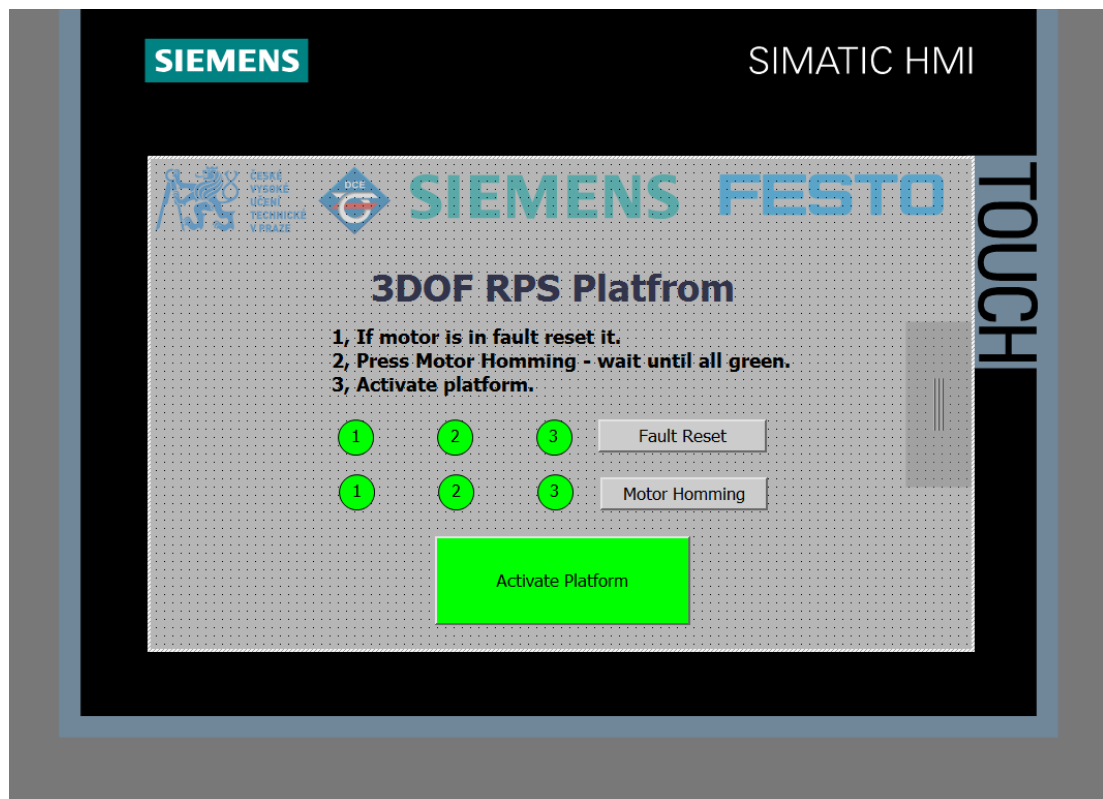 SIEMENS
SIMATIC HMI
TOUCH
ČESKÉ
VYSOKÉ
UČENÍ
TECHNICKÉ
V PRAZE
DCE
SIEMENS
FESTO
3DOF RPS Platfrom
1, If motor is in fault reset it.
2, Press Motor Homming - wait until all green.
3, Activate platform.
1 2 3 Fault Reset
1 2 3 Motor Homming
Activate Platform